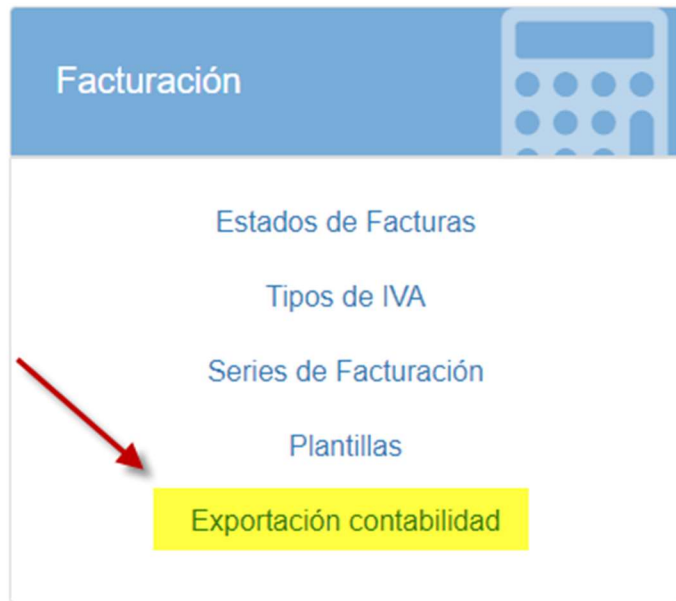 Facturación
Estados de Facturas
Tipos de IVA
Series de Facturación
Plantillas
Exportación contabilidad